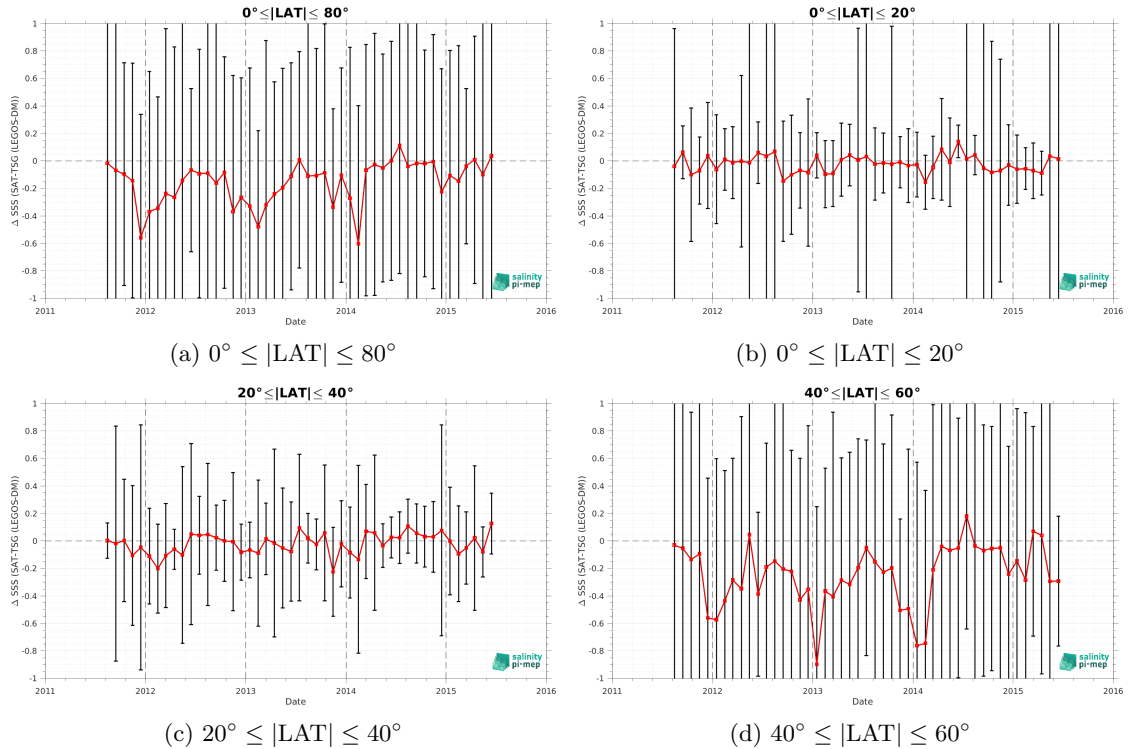 0°≤|LAT|≤ 80°
1
0.8
0.6
0.4
0.2
0
-0.2
-0.4
-0.6
-0.8
-1
Δ SSS (SAT-TSG (LEGOS-DM))
2011
2012
2013
2014
2015
2016
Date
salinity
pi-mep
(a) 0° ≤ |LAT| ≤ 80°
0°≤|LAT|≤ 20°
1
0.8
0.6
0.4
0.2
0
-0.2
-0.4
-0.6
-0.8
-1
Δ SSS (SAT-TSG (LEGOS-DM))
2011
2012
2013
2014
2015
2016
Date
salinity
pi-mep
(b) 0° ≤ |LAT| ≤ 20°
20°≤|LAT|≤ 40°
1
0.8
0.6
0.4
0.2
0
-0.2
-0.4
-0.6
-0.8
-1
Δ SSS (SAT-TSG (LEGOS-DM))
2011
2012
2013
2014
2015
2016
Date
salinity
pi-mep
(c) 20° ≤ |LAT| ≤ 40°
40°≤|LAT|≤ 60°
1
0.8
0.6
0.4
0.2
0
-0.2
-0.4
-0.6
-0.8
-1
Δ SSS (SAT-TSG (LEGOS-DM))
2011
2012
2013
2014
2015
2016
Date
salinity
pi-mep
(d) 40° ≤ |LAT| ≤ 60°